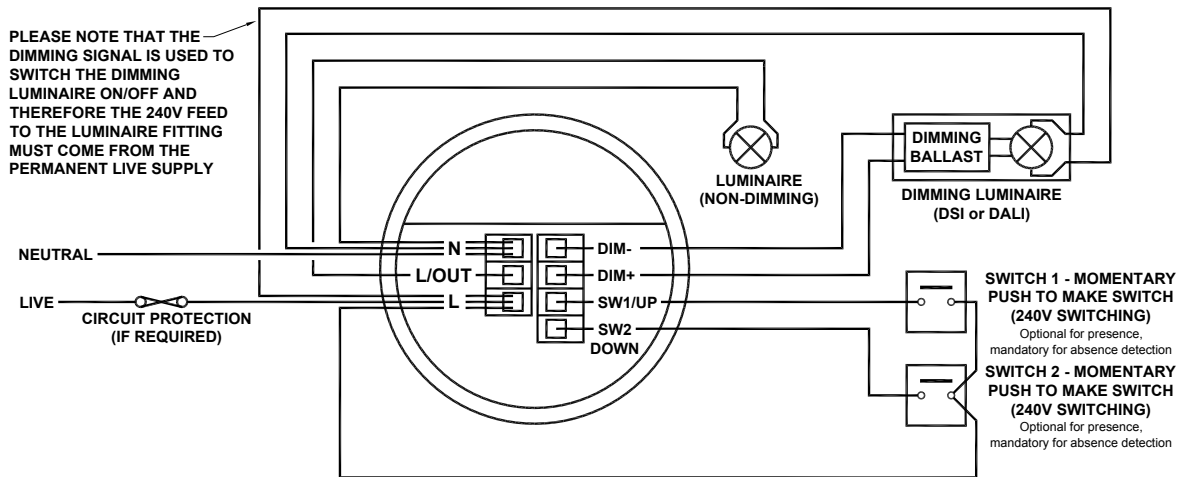 PLEASE NOTE THAT THE
DIMMING SIGNAL IS USED TO
SWITCH THE DIMMING
LUMINAIRE ON/OFF AND
THEREFORE THE 240V FEED
TO THE LUMINAIRE FITTING
MUST COME FROM THE
PERMANENT LIVE SUPPLY
LUMINAIRE
(NON-DIMMING)
DIMMING
BALLAST
DIMMING LUMINAIRE
(DSI or DALI)
NEUTRAL
LIVE
CIRCUIT PROTECTION
(IF REQUIRED)
N
L/OUT
L
DIM-
DIM+
SW1/UP
SW2
DOWN
SWITCH 1 - MOMENTARY
PUSH TO MAKE SWITCH
(240V SWITCHING)
Optional for presence,
mandatory for absence detection
SWITCH 2 - MOMENTARY
PUSH TO MAKE SWITCH
(240V SWITCHING)
Optional for presence,
mandatory for absence detection